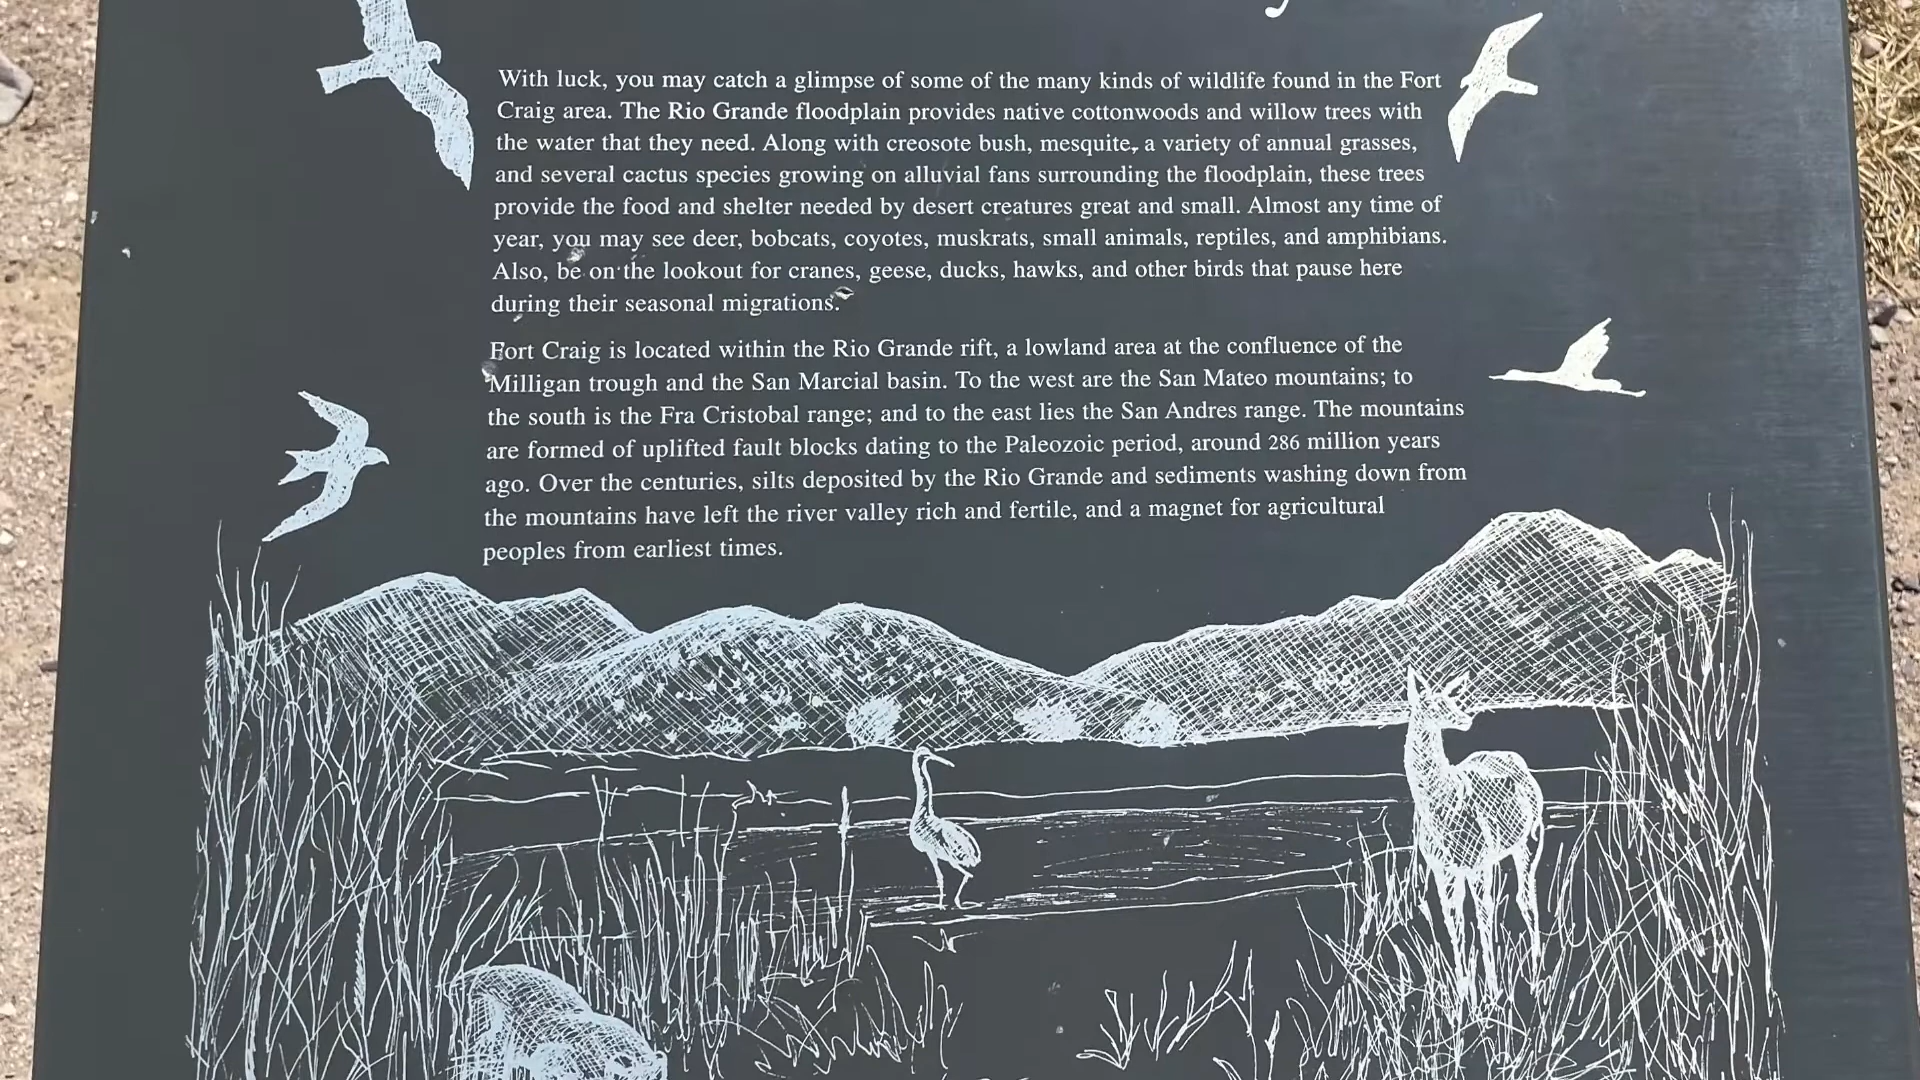 With luck, you may catch a glimpse of some of the many kinds of wildlife found in the Fort
Craig area. The Rio Grande floodplain provides native cottonwoods and willow trees with
the water that they need. Along with creosote bush, mesquite, a variety of annual grasses,
and several cactus species growing on alluvial fans surrounding the floodplain, these trees
provide the food and shelter needed by desert creatures great and small. Almost any time of
year, you may see deer, bobcats, coyotes, muskrats, small animals, reptiles, and amphibians.
Also, be on the lookout for cranes, geese, ducks, hawks, and other birds that pause here
during their seasonal migrations.
Fort Craig is located within the Rio Grande rift, a lowland area at the confluence of the
Milligan trough and the San Marcial basin. To the west are the San Mateo mountains; to
the south is the Fra Cristobal range; and to the east lies the San Andres range. The mountains
are formed of uplifted fault blocks dating to the Paleozoic period, around 286 million years
ago. Over the centuries, silts deposited by the Rio Grande and sediments washing down from
the mountains have left the river valley rich and fertile, and a magnet for agricultural
peoples from earliest times.